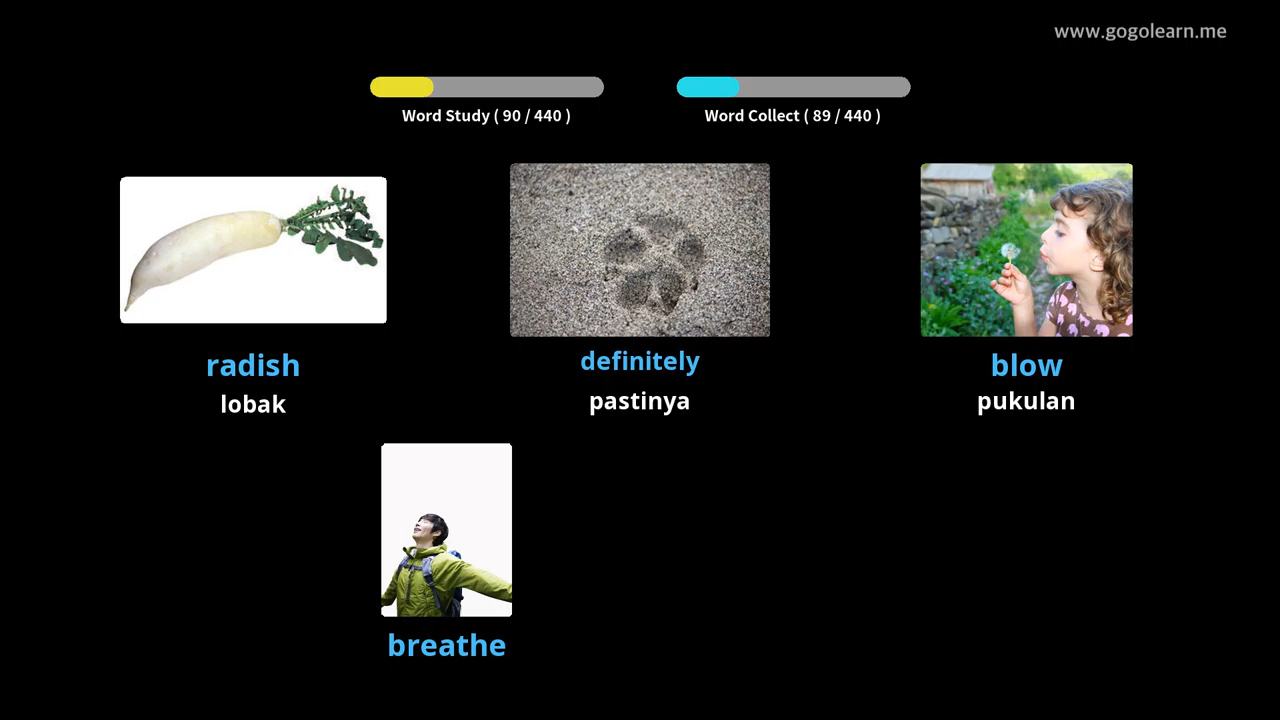 www.gogolearn.me
Word Study ( 90 / 440 )
Word Collect ( 89 / 440 )
radish
lobak
definitely
pastinya
blow
pukulan
breathe